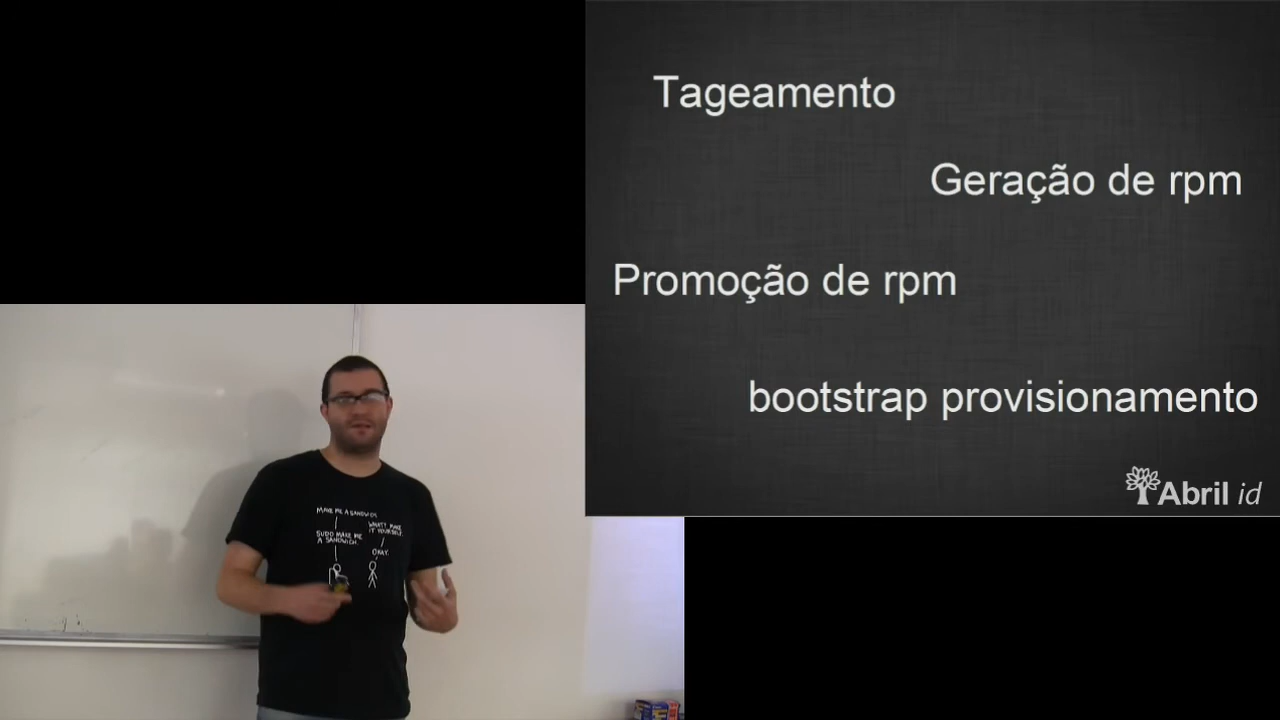 Tageamento
Geração de rpm
Promoção de rpm
bootstrap provisionamento
Abril id
MAKE ME A SANDWICH.
WHAT? MAKE
IT YOURSELF.
SUDO MAKE ME
A SANDWICH.
OKAY.